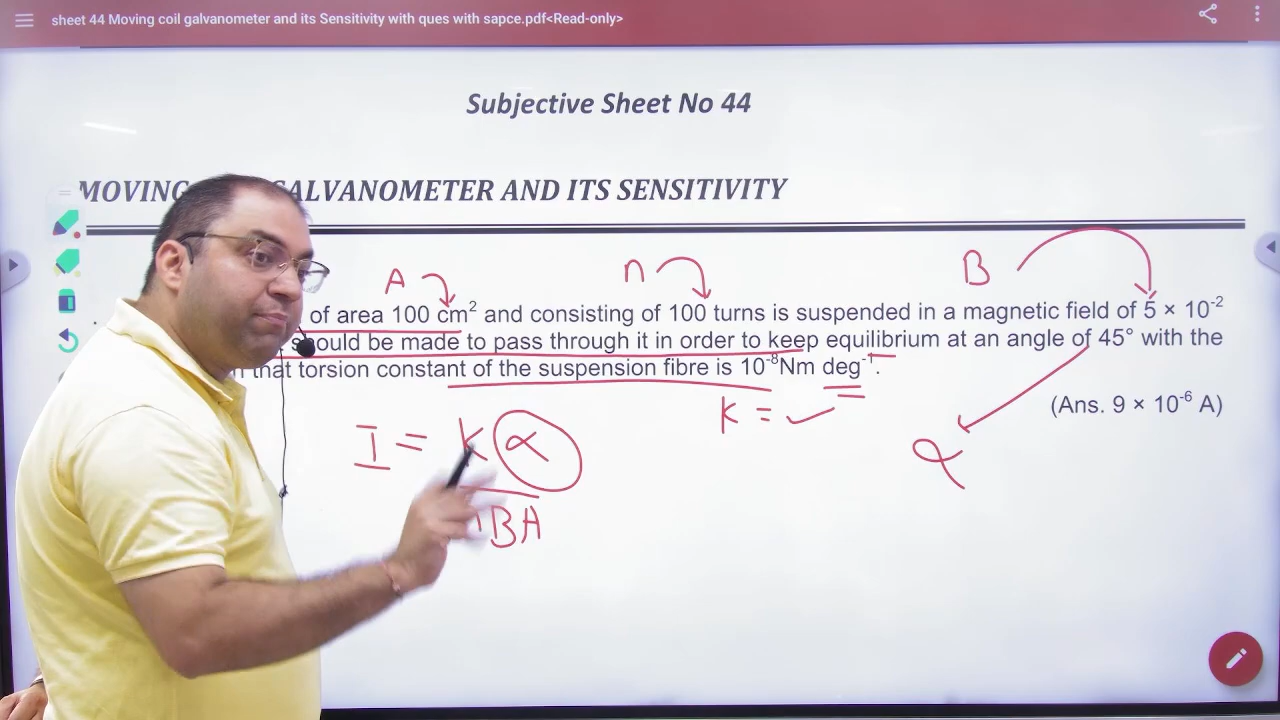 sheet 44 Moving coil galvanometer and its Sensitivity with ques with sapce.pdf<Read-only>
Subjective Sheet No 44
MOVING ALVANOMETER AND ITS SENSITIVITY
A n B
of area 100 cm² and consisting of 100 turns is suspended in a magnetic field of 5 × 10⁻²
should be made to pass through it in order to keep equilibrium at an angle of 45° with the
that torsion constant of the suspension fibre is 10⁻⁸Nm deg⁻¹.
(Ans. 9 × 10⁻⁶ A)
K = ✓
α
I = K α
BA